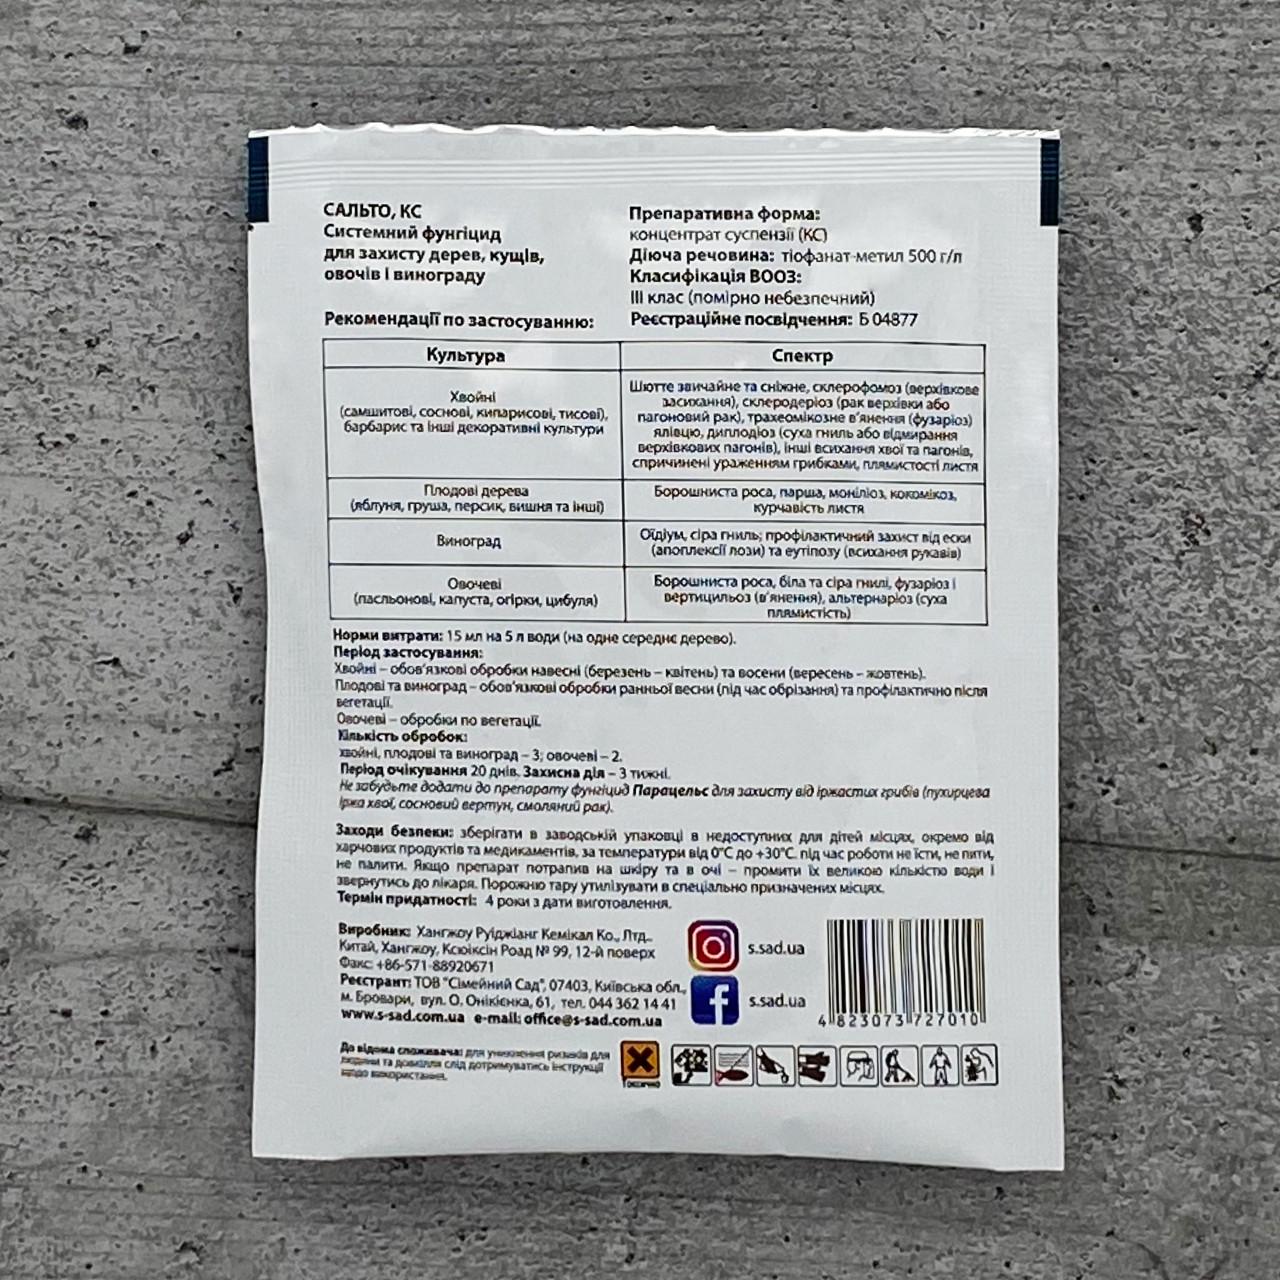 САЛЬТО, КС
Системний фунгіцид
для захисту дерев, кущів,
овочів і винограду
Рекомендації по застосуванню:
Препаративна форма:
концентрат суспензії (КС)
Діюча речовина: тіофанат-метил 500 г/л
Класифікація ВООЗ:
III клас (помірно небезпечний)
Реєстраційне посвідчення: Б 04877
Культура
Спектр
Хвойні
(самшитові, соснові, кипарисові, тисові),
барбарис та інші декоративні культури
Шютте звичайне та сніжне, склерофомоз (верхівкове
засихання), склеродеріоз (рак верхівки або
пагоновий рак), трахеомікозне в'янення (фузаріоз)
ялівцю, диплодіоз (суха гниль або відмирання
верхівкових пагонів), інші всихання хвої та пагонів,
спричинені ураженням грибками, плямистості листя
Плодові дерева
(яблуня, груша, персик, вишня та інші)
Борошниста роса, парша, моніліоз, кокомікоз,
курчавість листя
Виноград
Оїдіум, сіра гниль; профілактичний захист від ески
(апоплексії лози) та еутіпозу (всихання рукавів)
Овочеві
(пасльонові, капуста, огірки, цибуля)
Борошниста роса, біла та сіра гнилі, фузаріоз і
вертицильоз (в'янення), альтернаріоз (суха
плямистість)
Норми витрати: 15 мл на 5 л води (на одне середнє дерево).
Період застосування:
Хвойні – обов'язкові обробки навесні (березень – квітень) та восени (вересень – жовтень).
Плодові та виноград – обов'язкові обробки ранньої весни (під час обрізання) та профілактично після
вегетації.
Овочеві – обробки по вегетації.
Кількість обробок:
хвойні, плодові та виноград – 3; овочеві – 2.
Період очікування 20 днів. Захисна дія – 3 тижні.
Не забудьте додати до препарату фунгіцид Парацельс для захисту від іржастих грибів (пухирцева
іржа хвої, сосновий вертун, смоляний рак).
Заходи безпеки: зберігати в заводській упаковці в недоступних для дітей місцях, окремо від
харчових продуктів та медикаментів, за температури від 0°С до +30°С. під час роботи не їсти, не пити,
не палити. Якщо препарат потрапив на шкіру та в очі – промити їх великою кількістю води і
звернутись до лікаря. Порожню тару утилізувати в спеціально призначених місцях.
Термін придатності: 4 роки з дати виготовлення.
Виробник: Хангжоу Руіджіанг Кемікал Ко., Лтд.
Китай, Хангжоу, Ксюіксін Роад № 99, 12-й поверх
Факс: +86-571-88920671
Реєстрант: ТОВ "Сімейний Сад", 07403, Київська обл.,
м. Бровари, вул. О. Онікієнка, 61, тел. 044 362 14 41
www.s-sad.com.ua e-mail: office@s-sad.com.ua
s.sad.ua
s.sad.ua
4 823073 727010
До відома споживача: для уникнення ризиків для
людини та довкілля слід дотримуватись інструкції
щодо використання.